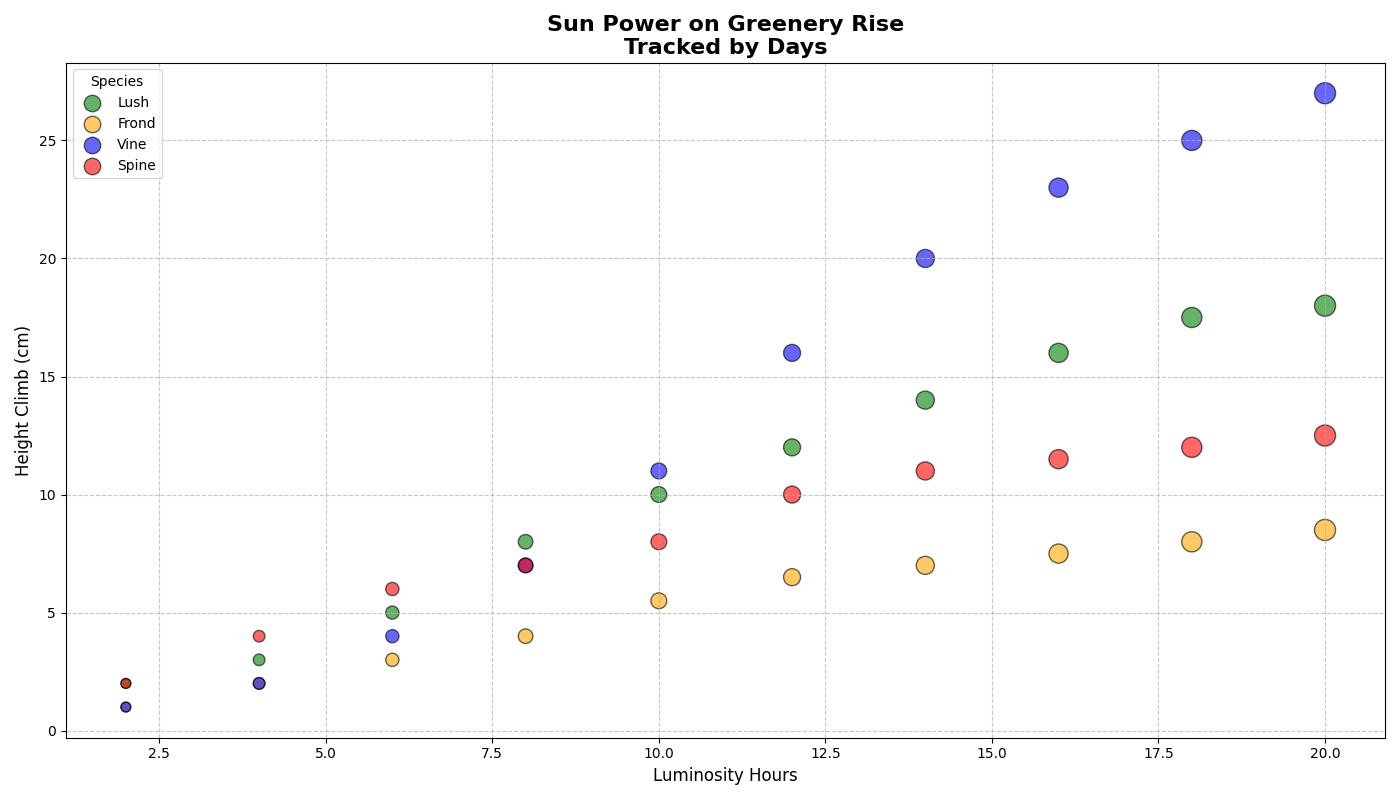 Sun Power on Greenery Rise
Tracked by Days
Species
Lush
Frond
Vine
Spine
Height Climb (cm)
25
20
15
10
5
0
2.5
5.0
7.5
10.0
12.5
15.0
17.5
20.0
Luminosity Hours